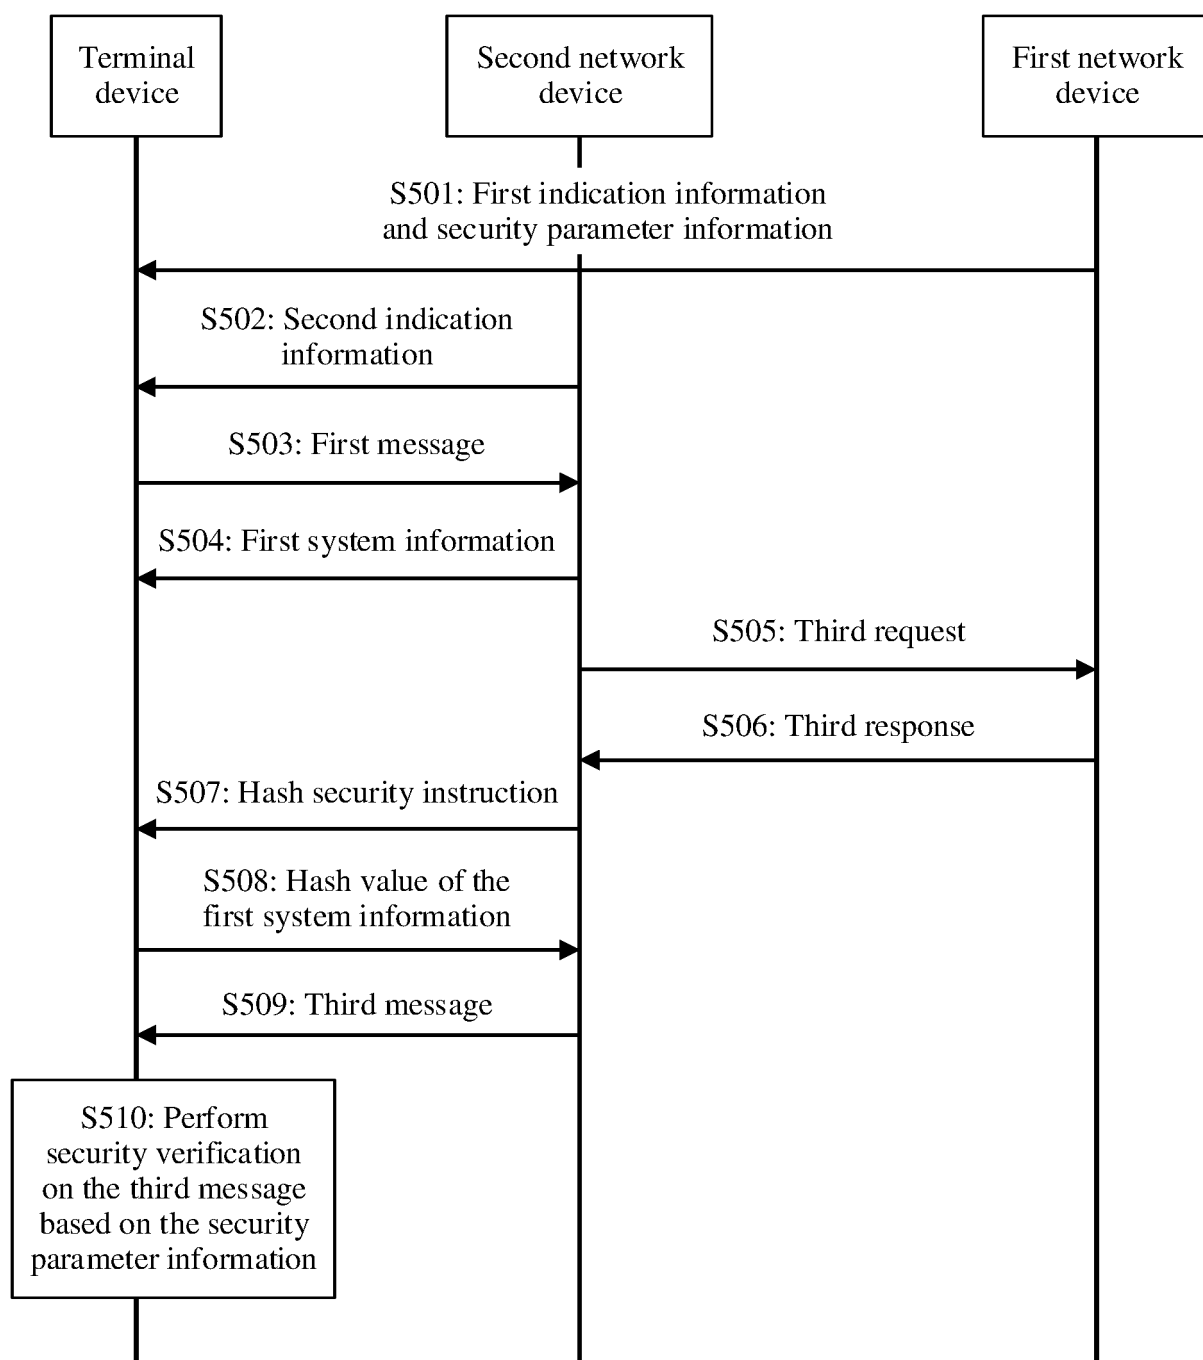 Terminal
device
Second network
device
First network
device
S501: First indication information
and security parameter information
S502: Second indication
information
S503: First message
S504: First system information
S505: Third request
S506: Third response
S507: Hash security instruction
S508: Hash value of the
first system information
S509: Third message
S510: Perform
security verification
on the third message
based on the security
parameter information